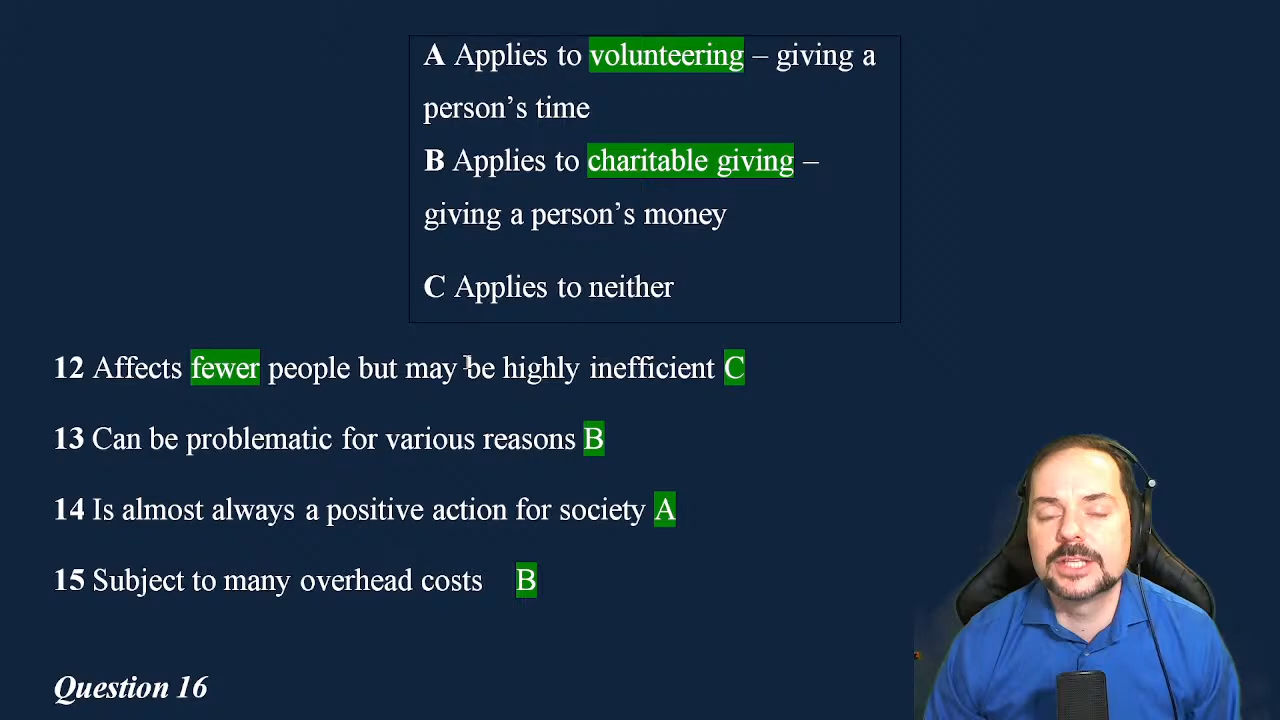 A Applies to volunteering – giving a
person’s time
B Applies to charitable giving –
giving a person’s money
C Applies to neither
12 Affects fewer people but may be highly inefficient C
13 Can be problematic for various reasons B
14 Is almost always a positive action for society A
15 Subject to many overhead costs B
Question 16